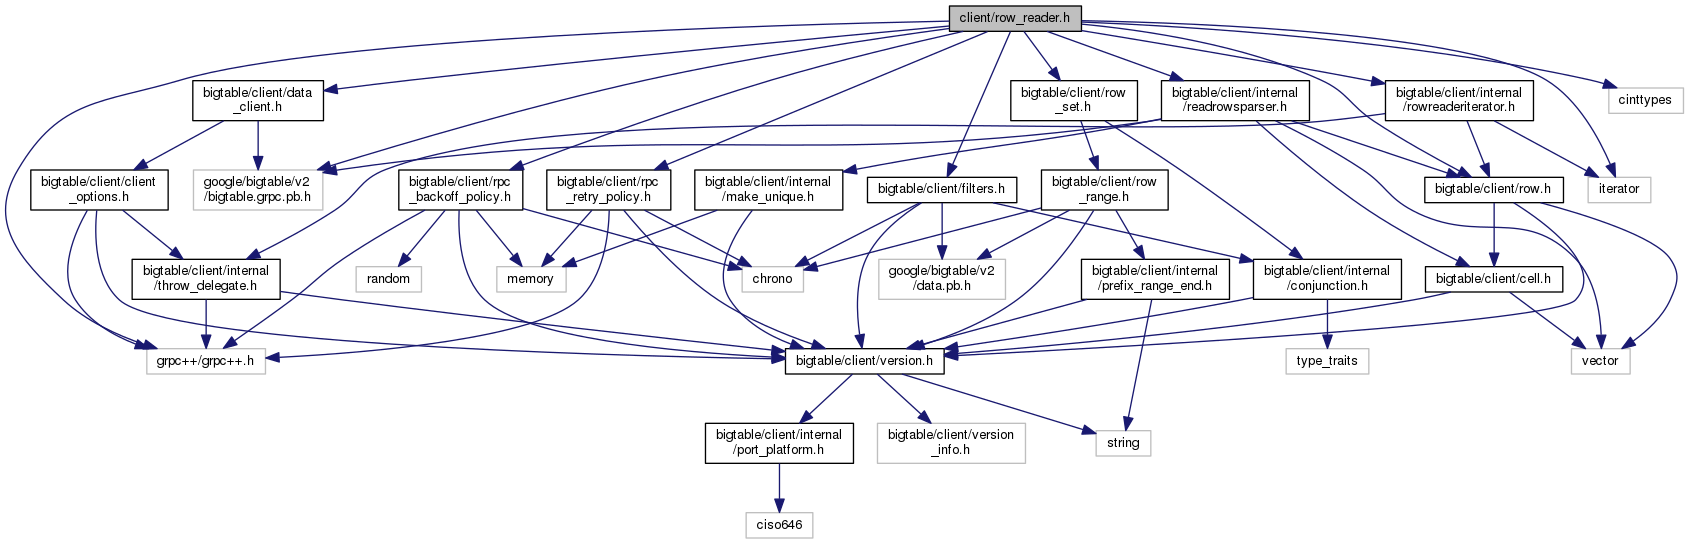 client/row_reader.h
bigtable/client/data
_client.h
bigtable/client/row
_set.h
bigtable/client/internal
/readrowsparser.h
bigtable/client/internal
/rowreaderiterator.h
cinttypes
bigtable/client/client
_options.h
google/bigtable/v2
/bigtable.grpc.pb.h
bigtable/client/rpc
_backoff_policy.h
bigtable/client/rpc
_retry_policy.h
bigtable/client/internal
/make_unique.h
bigtable/client/filters.h
bigtable/client/row
_range.h
bigtable/client/row.h
iterator
bigtable/client/internal
/throw_delegate.h
random
memory
chrono
google/bigtable/v2
/data.pb.h
bigtable/client/internal
/prefix_range_end.h
bigtable/client/internal
/conjunction.h
bigtable/client/cell.h
grpc++/grpc++.h
bigtable/client/version.h
type_traits
vector
bigtable/client/internal
/port_platform.h
bigtable/client/version
_info.h
string
ciso646